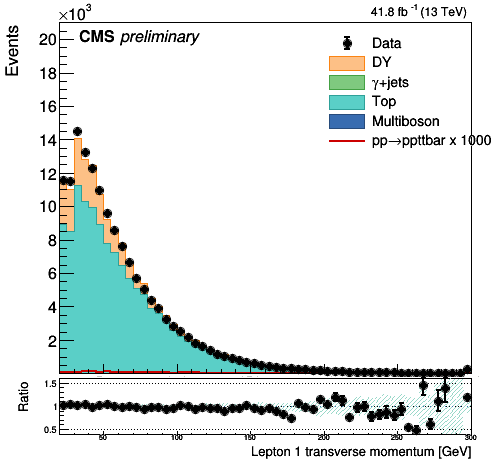 ×10³
41.8 fb⁻¹ (13 TeV)
Events
CMS preliminary
Data
DY
γ+jets
Top
Multiboson
pp→ppttbar x 1000
20
18
16
14
12
10
8
6
4
2
Ratio
1.5
1
0.5
50
100
150
200
250
300
Lepton 1 transverse momentum [GeV]